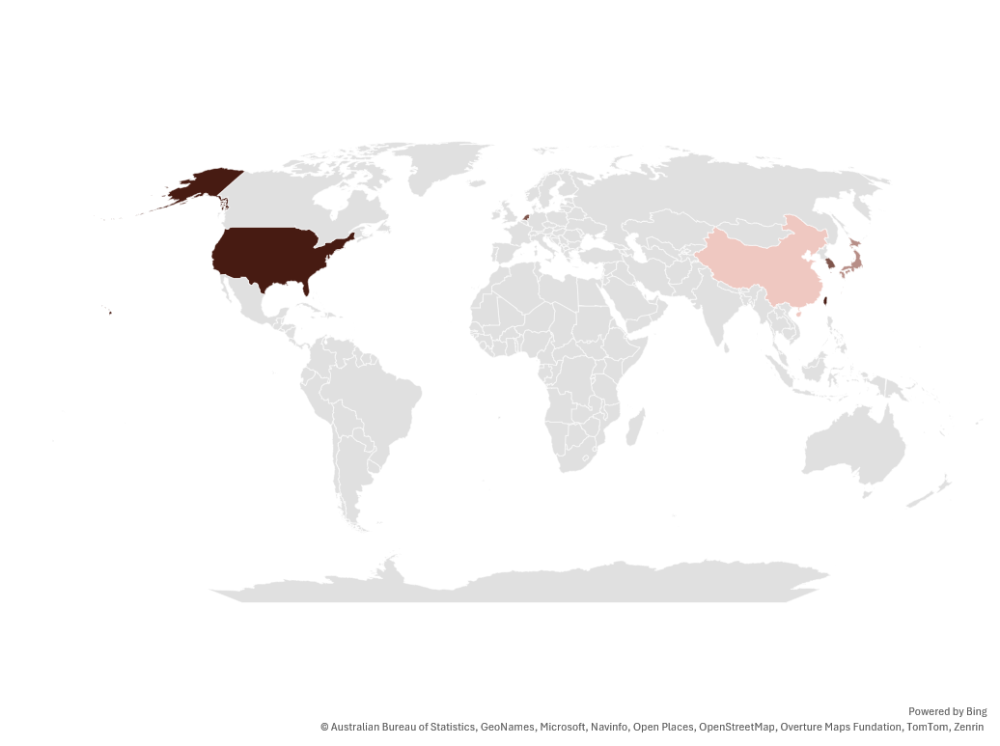 Powered by Bing
© Australian Bureau of Statistics, GeoNames, Microsoft, Navinfo, Open Places, OpenStreetMap, Overture Maps Fundation, TomTom, Zenrin